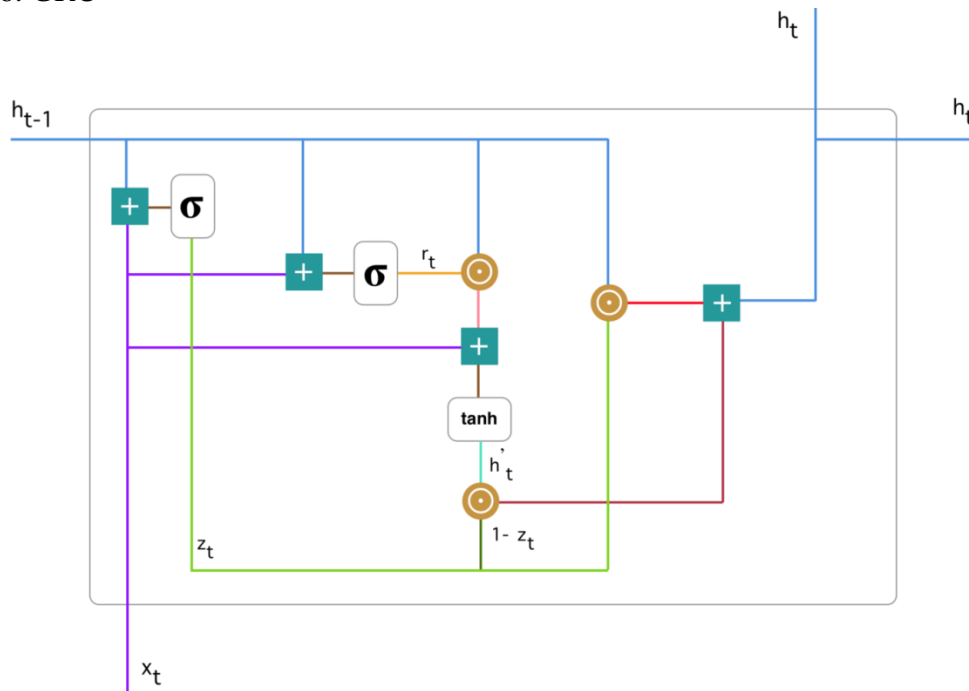 h_t
h_t-1
h_t
+
σ
+
σ
r_t
+
+
tanh
h'_t
1- z_t
z_t
x_t